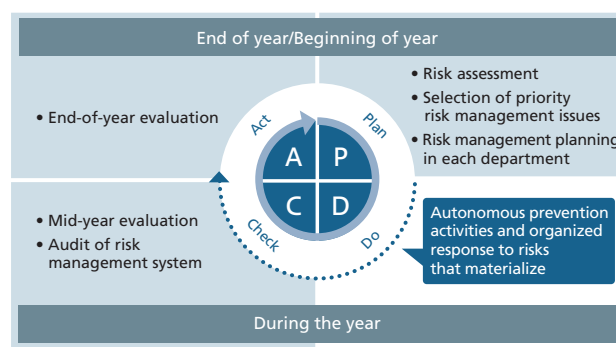 End of year/Beginning of year
• End-of-year evaluation
• Risk assessment
• Selection of priority
risk management issues
• Risk management planning
in each department
Act
Plan
A
P
C
D
Check
Do
• Mid-year evaluation
• Audit of risk
management system
Autonomous prevention
activities and organized
response to risks
that materialize
During the year